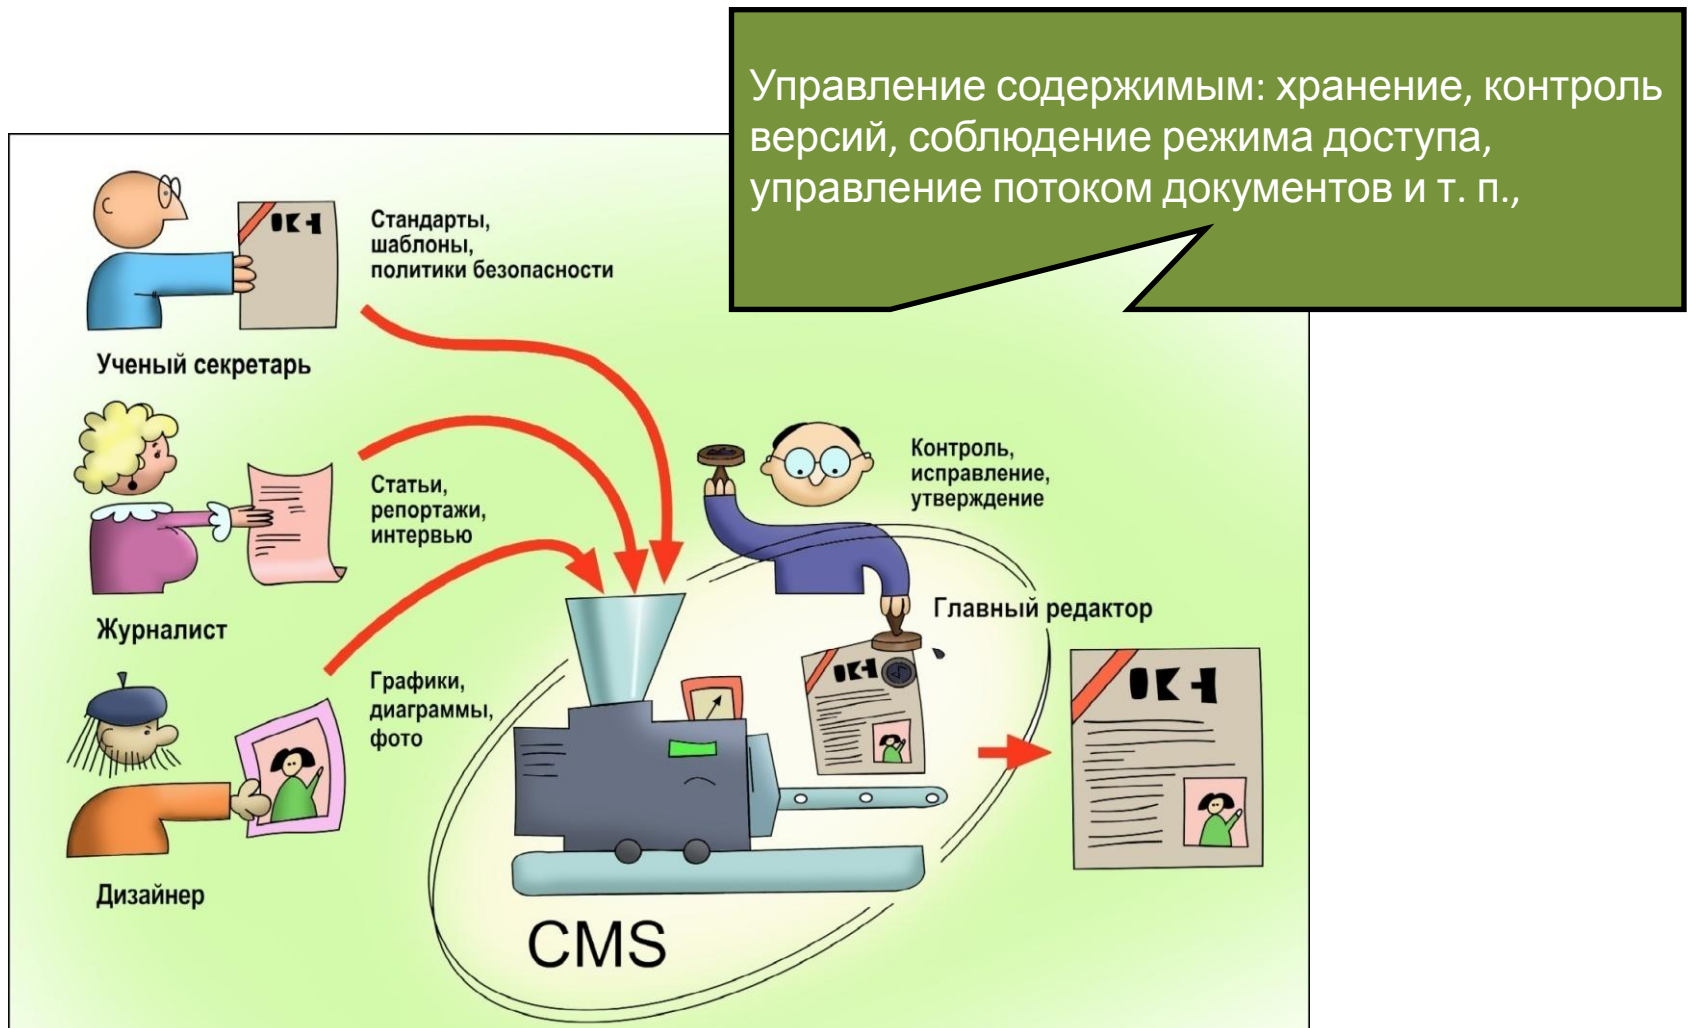 Управление содержимым: хранение, контроль
версий, соблюдение режима доступа,
управление потоком документов и т. п.,
Стандарты,
шаблоны,
политики безопасности
Ученый секретарь
Статьи,
репортажи,
интервью
Журналист
Графики,
диаграммы,
фото
Дизайнер
Контроль,
исправление,
утверждение
Главный редактор
CMS